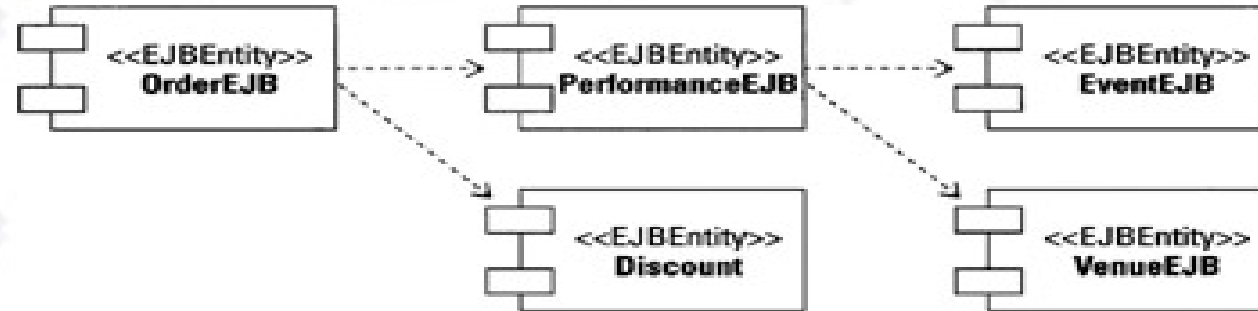 <<EJBEntity>>
OrderEJB
<<EJBEntity>>
PerformanceEJB
<<EJBEntity>>
EventEJB
<<EJBEntity>>
Discount
<<EJBEntity>>
VenueEJB